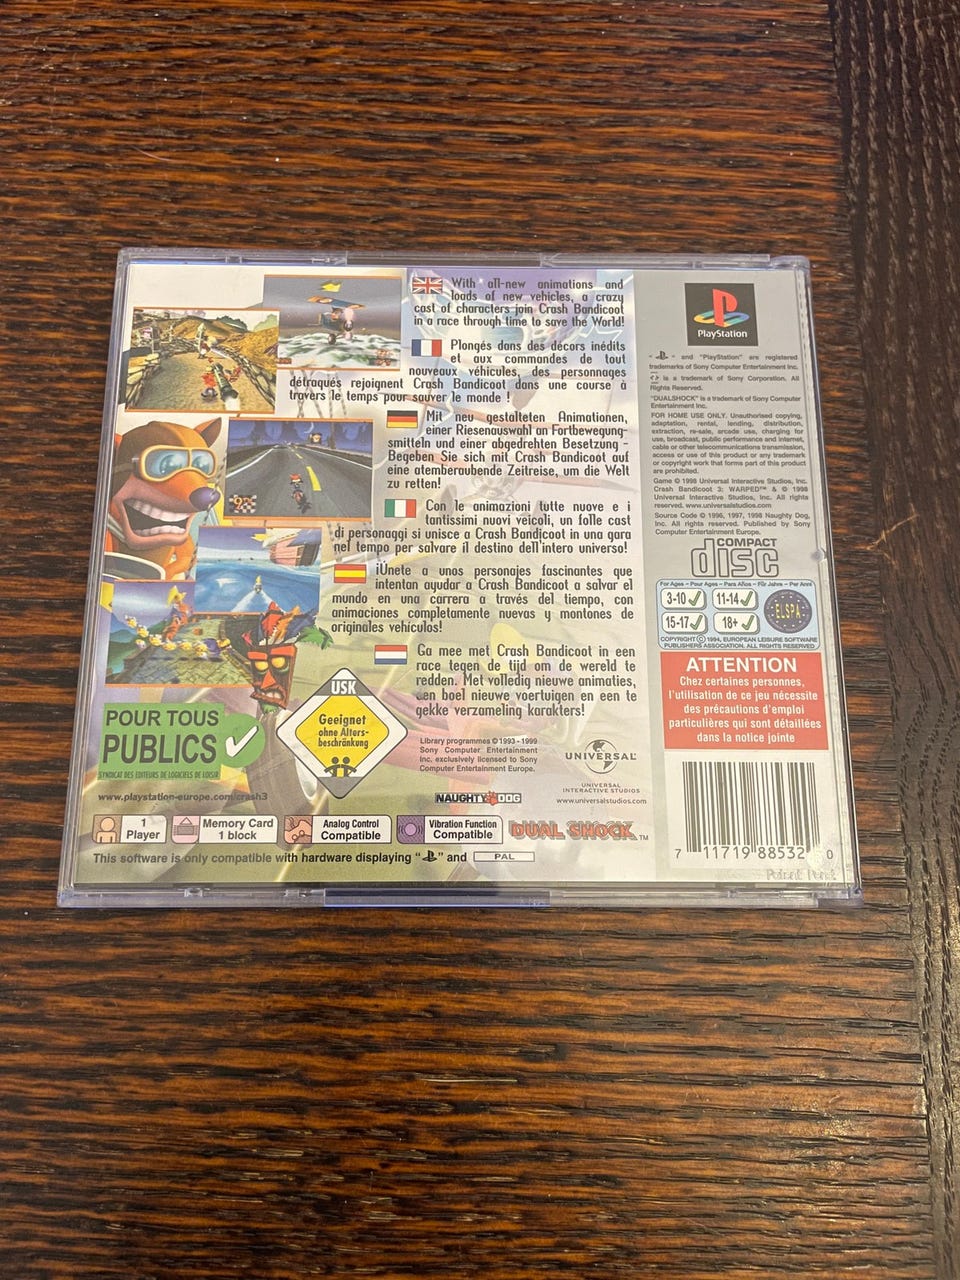 With all-new animations and
loads of new vehicles, a crazy
cast of characters join Crash Bandicoot
in a race through time to save the World!
Plongés dans des décors inédits
et aux commandes de tout
nouveaux véhicules, des personnages
détraqués rejoignent Crash Bandicoot dans une course à
travers le temps pour sauver le monde !
Mit neu gestalteten Animationen,
einer Riesenauswahl an Fortbewegung-
smitteln und einer abgedrehten Besetzung -
Begeben Sie sich mit Crash Bandicoot auf
eine atemberaubende Zeitreise, um die Welt
zu retten!
Con le animazioni tutte nuove e i
tantissimi nuovi veicoli, un folle cast
di personaggi si unisce a Crash Bandicoot in una gara
nel tempo per salvare il destino dell'intero universo!
¡Únete a unos personajes fascinantes que
intentan ayudar a Crash Bandicoot a salvar el
mundo en una carrera a través del tiempo, con
animaciones completamente nuevas y montones de
originales vehículos!
Ga mee met Crash Bandicoot in een
race tegen de tijd om de wereld te
redden. Met volledig nieuwe animaties,
een boel nieuwe voertuigen en een te
gekke verzameling karakters!
USK
Geeignet
ohne Alters-
beschränkung
POUR TOUS
PUBLICS
SYNDICAT DES EDITEURS DE LOGICIELS DE LOISIR
www.playstation-europe.com/crash3
Library programmes ©1993-1999
Sony Computer Entertainment
Inc. exclusively licensed to Sony
Computer Entertainment Europe.
NAUGHTY DOG
UNIVERSAL
UNIVERSAL
INTERACTIVE STUDIOS
www.universalstudios.com
1
Player
Memory Card
1 block
Analog Control
Compatible
Vibration Function
Compatible
DUAL SHOCK™
This software is only compatible with hardware displaying " " and PAL
PlayStation
" " and "PlayStation" are registered
trademarks of Sony Computer Entertainment Inc.
is a trademark of Sony Corporation. All
Rights Reserved.
"DUALSHOCK" is a trademark of Sony Computer
Entertainment Inc.
FOR HOME USE ONLY. Unauthorised copying,
adaptation, rental, lending, distribution,
extraction, re-sale, arcade use, charging for
use, broadcast, public performance and internet,
cable or other telecommunications transmission,
access or use of this product or any trademark
or copyright work that forms part of this product
are prohibited.
Game © 1998 Universal Interactive Studios, Inc.
Crash Bandicoot 3: WARPED™ & © 1998
Universal Interactive Studios, Inc. All rights
reserved. www.universalstudios.com
Source Code © 1996, 1997, 1998 Naughty Dog,
Inc. All rights reserved. Published by Sony
Computer Entertainment Europe.
COMPACT
disc
For Ages – Pour Ages – Para Años – Für Jahre – Per Anni
3-10 11-14
15-17 18+
ELSPA
COPYRIGHT © 1994, EUROPEAN LEISURE SOFTWARE
PUBLISHERS ASSOCIATION. ALL RIGHTS RESERVED
ATTENTION
Chez certaines personnes,
l'utilisation de ce jeu nécessite
des précautions d'emploi
particulières qui sont détaillées
dans la notice jointe
7 11719 88532 0